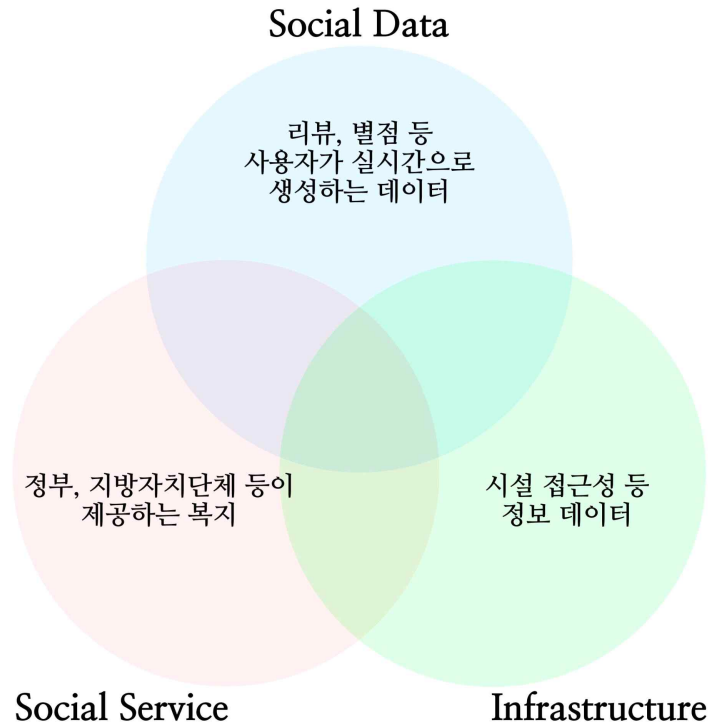 Social Data
리뷰, 별점 등
사용자가 실시간으로
생성하는 데이터
정부, 지방자치단체 등이
제공하는 복지
시설 접근성 등
정보 데이터
Social Service
Infrastructure